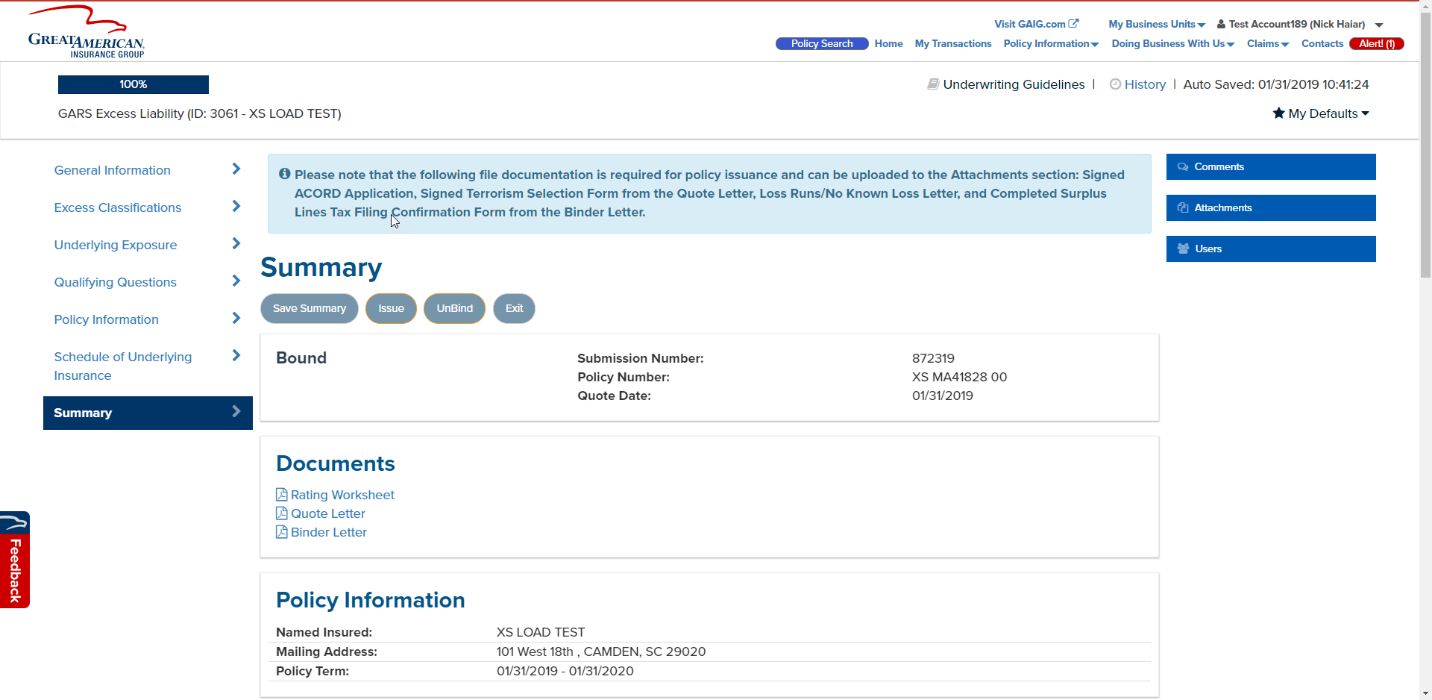 GREATAMERICAN.
INSURANCE GROUP
Visit GAIG.com
My Business Units
Test Account189 (Nick Haiar)
Policy Search
Home
My Transactions
Policy Information
Doing Business With Us
Claims
Contacts
Alert! (1)
100%
Underwriting Guidelines |
History | Auto Saved: 01/31/2019 10:41:24
GARS Excess Liability (ID: 3061 - XS LOAD TEST)
My Defaults
General Information
Excess Classifications
Underlying Exposure
Qualifying Questions
Policy Information
Schedule of Underlying
Insurance
Summary
Please note that the following file documentation is required for policy issuance and can be uploaded to the Attachments section: Signed
ACORD Application, Signed Terrorism Selection Form from the Quote Letter, Loss Runs/No Known Loss Letter, and Completed Surplus
Lines Tax Filing Confirmation Form from the Binder Letter.
Summary
Save Summary
Issue
UnBind
Exit
Bound
Submission Number: 872319
Policy Number: XS MA41828 00
Quote Date: 01/31/2019
Documents
Rating Worksheet
Quote Letter
Binder Letter
Policy Information
Named Insured: XS LOAD TEST
Mailing Address: 101 West 18th , CAMDEN, SC 29020
Policy Term: 01/31/2019 - 01/31/2020
Comments
Attachments
Users
Feedback